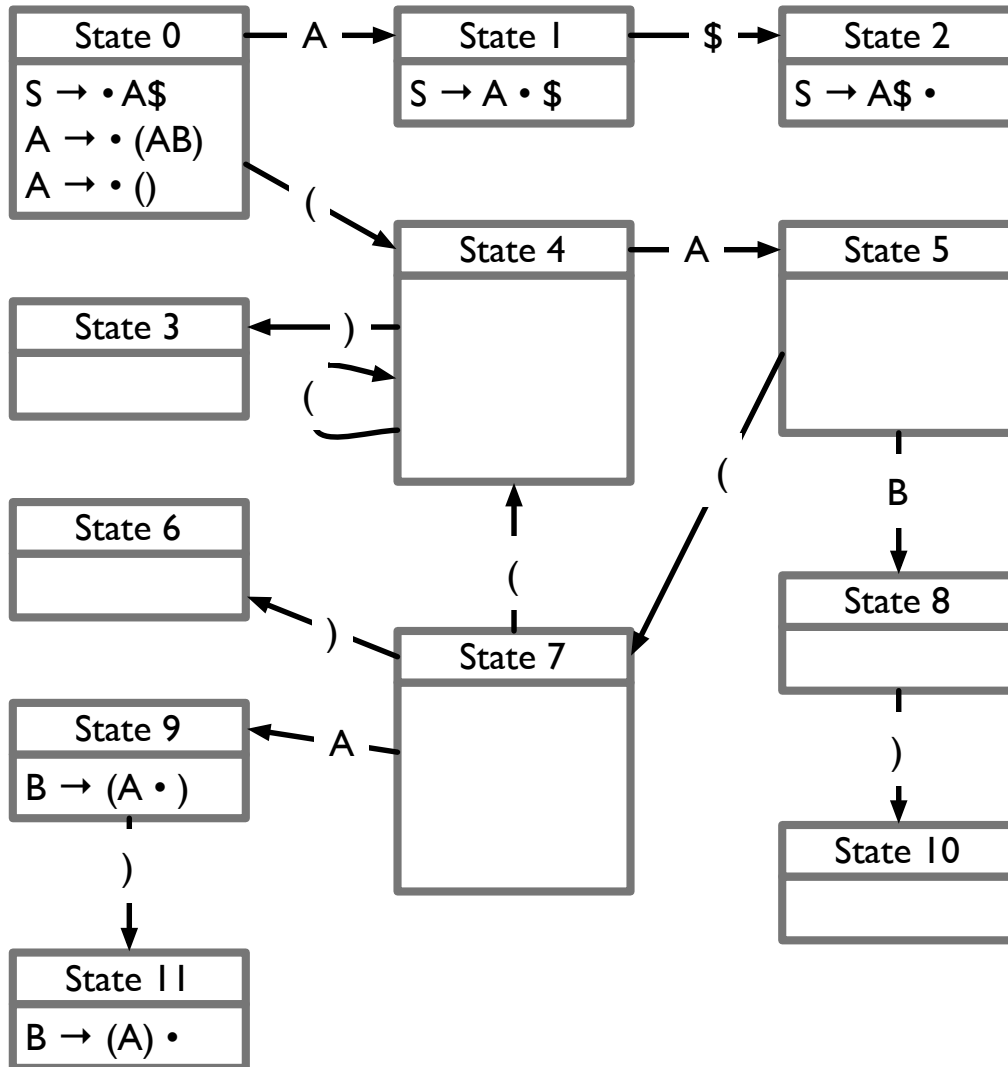 State 0
S → • A$
A → • (AB)
A → • ()
A
State 1
S → A • $
$
State 2
S → A$ •
(
State 4
A
State 5
)
State 3
(
(
B
State 6
(
)
State 7
State 8
A
State 9
B → (A • )
)
)
State 10
State 11
B → (A) •